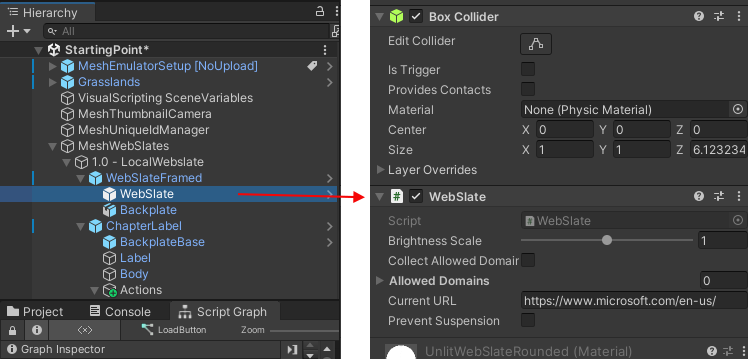 Hierarchy
All
StartingPoint*
MeshEmulatorSetup [NoUpload]
Grasslands
VisualScripting SceneVariables
MeshThumbnailCamera
MeshUniqueIdManager
MeshWebSlates
1.0 - LocalWebslate
WebSlateFramed
WebSlate
Backplate
ChapterLabel
BackplateBase
Label
Body
Actions
Project
Console
Script Graph
LoadButton
Zoom
Graph Inspector
Box Collider
Edit Collider
Is Trigger
Provides Contacts
Material None (Physic Material)
Center X 0 Y 0 Z 0
Size X 1 Y 1 Z 6.123234
Layer Overrides
# WebSlate
Script # WebSlate
Brightness Scale 1
Collect Allowed Domair
Allowed Domains 0
Current URL https://www.microsoft.com/en-us/
Prevent Suspension
UnlitWebSlateRounded (Material)